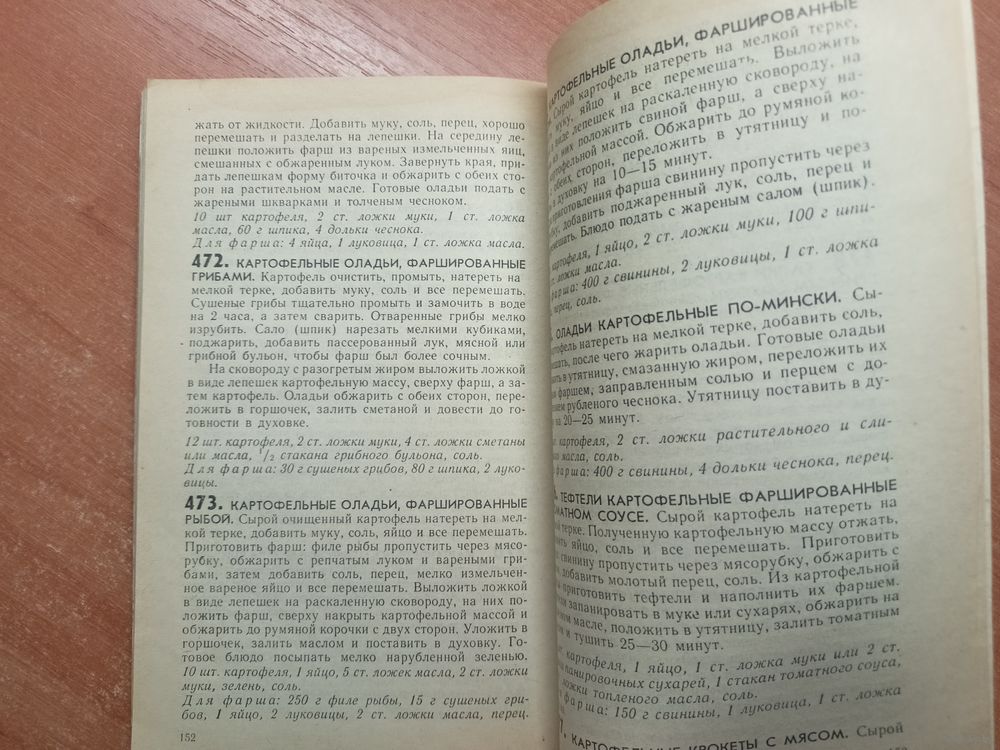 жать от жидкости. Добавить муку, соль, перец, хорошо
перемешать и разделать на лепешки. На середину ле-
пешки положить фарш из вареных измельченных яиц,
смешанных с обжаренным луком. Завернуть края, при-
дать лепешкам форму биточка и обжарить с обеих сто-
рон на растительном масле. Готовые оладьи подать с
жареными шкварками и толченым чесноком.
10 шт картофеля, 2 ст. ложки муки, 1 ст. ложка
масла, 60 г шпика, 4 дольки чеснока.
Для фарша: 4 яйца, 1 луковица, 1 ст. ложка масла.
472. КАРТОФЕЛЬНЫЕ ОЛАДЬИ, ФАРШИРОВАННЫЕ
ГРИБАМИ. Картофель очистить, промыть, натереть на
мелкой терке, добавить муку, соль и все перемешать.
Сушеные грибы тщательно промыть и замочить в воде
на 2 часа, а затем сварить. Отваренные грибы мелко
изрубить. Сало (шпик) нарезать мелкими кубиками,
поджарить, добавить пассерованный лук, мясной или
грибной бульон, чтобы фарш был более сочным.
На сковороду с разогретым жиром выложить ложкой
в виде лепешек картофельную массу, сверху фарш, а за-
тем картофель. Оладьи обжарить с обеих сторон, пере-
ложить в горшочек, залить сметаной и довести до го-
товности в духовке.
12 шт. картофеля, 2 ст. ложки муки, 4 ст. ложки сметаны
или масла, 1/2 стакана грибного бульона, соль.
Для фарша: 30 г сушеных грибов, 80 г шпика, 2 луко-
вицы.
473. КАРТОФЕЛЬНЫЕ ОЛАДЬИ, ФАРШИРОВАННЫЕ
РЫБОЙ. Сырой очищенный картофель натереть на мел-
кой терке, добавить муку, соль, яйцо и все перемешать.
Приготовить фарш: филе рыбы пропустить через мясо-
рубку, обжарить с репчатым луком и вареными гри-
бами, затем добавить соль, перец, мелко измельчен-
ное вареное яйцо и все перемешать. Выложить ложкой
в виде лепешек на раскаленную сковороду, на них по-
ложить фарш, сверху накрыть картофельной массой и
обжарить до румяной корочки с двух сторон. Уложить в
горшочек, залить маслом и поставить в духовку. Го-
товое блюдо посыпать мелко нарубленной зеленью.
10 шт. картофеля, 1 яйцо, 5 ст. ложек масла, 2 ст. ложки
муки, зелень, соль.
Для фарша: 250 г филе рыбы, 15 г сушеных гри-
бов, 1 яйцо, 2 луковицы, 2 ст. ложки масла, перец.
152
КАРТОФЕЛЬНЫЕ ОЛАДЬИ, ФАРШИРОВАННЫЕ
Сырой картофель натереть на мелкой терке,
муку, яйцо и все перемешать. Выложить
в виде лепешек на раскаленную сковороду, на
из них положить свиной фарш, а сверху на-
картофельной массой. Обжарить до румяной ко-
с обеих сторон, переложить в утятницу и по-
в духовку на 10—15 минут.
приготовления фарша свинину пропустить через
добавить поджаренный лук, соль, перец и
Блюдо подать с жареным салом (шпик).
картофеля, 1 яйцо, 2 ст. ложки муки, 100 г шпи-
ложки масла.
фарша: 400 г свинины, 2 луковицы, 1 ст. ложка
перец, соль.
ОЛАДЬИ КАРТОФЕЛЬНЫЕ ПО-МИНСКИ. Сы-
натереть на мелкой терке, добавить соль,
после чего жарить оладьи. Готовые оладьи
в утятницу, смазанную жиром, переложить их
фаршем, заправленным солью и перцем с до-
рубленого чеснока. Утятницу поставить в ду-
на 20—25 минут.
картофеля, 2 ст. ложки растительного и сли-
масла, соль.
фарша: 400 г свинины, 4 дольки чеснока, перец.
ТЕФТЕЛИ КАРТОФЕЛЬНЫЕ ФАРШИРОВАННЫЕ
СОУСЕ. Сырой картофель натереть на
терке. Полученную картофельную массу отжать,
яйцо, соль и все перемешать. Приготовить
свинину пропустить через мясорубку, обжарить с
добавить молотый перец, соль. Из картофельной
приготовить тефтели и наполнить их фаршем.
запанировать в муке или сухарях, обжарить на
масле, положить в утятницу, залить томатным
и тушить 25—30 минут.
картофеля, 1 яйцо, 1 ст. ложка муки или 2 ст.
панировочных сухарей, 1 стакан томатного соуса,
ложки топленого масла, соль.
фарша: 150 г свинины, 1 луковица, 1 ст. ложка
КАРТОФЕЛЬНЫЕ КРОКЕТЫ С МЯСОМ. Сырой